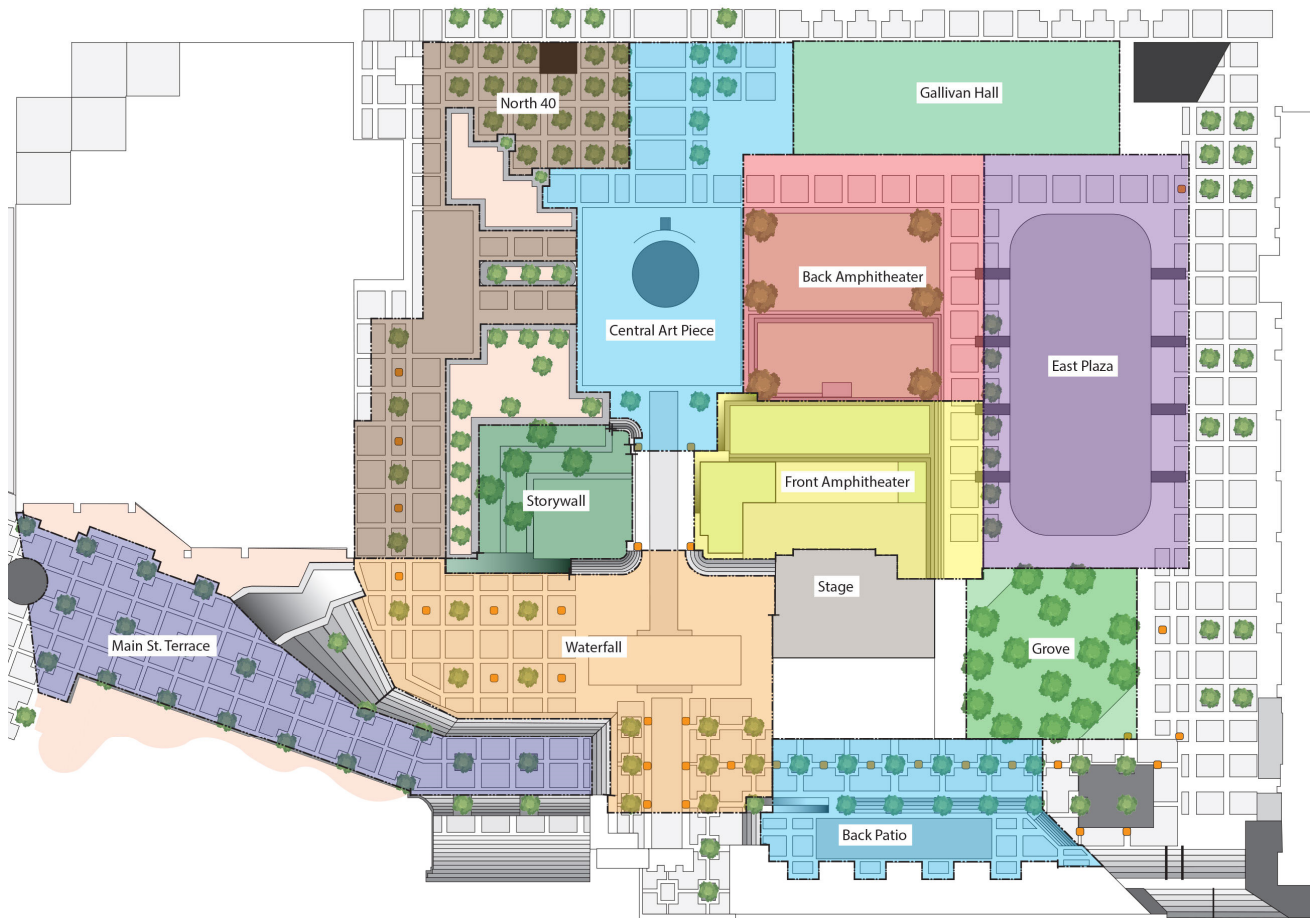 North 40
Gallivan Hall
Back Amphitheater
Central Art Piece
East Plaza
Front Amphitheater
Storywall
Stage
Main St. Terrace
Waterfall
Grove
Back Patio